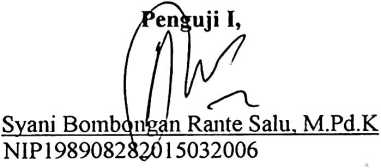 Penguji I,
Syani Bombongan Rante Salu, M.Pd.K
NIP198908282015032006